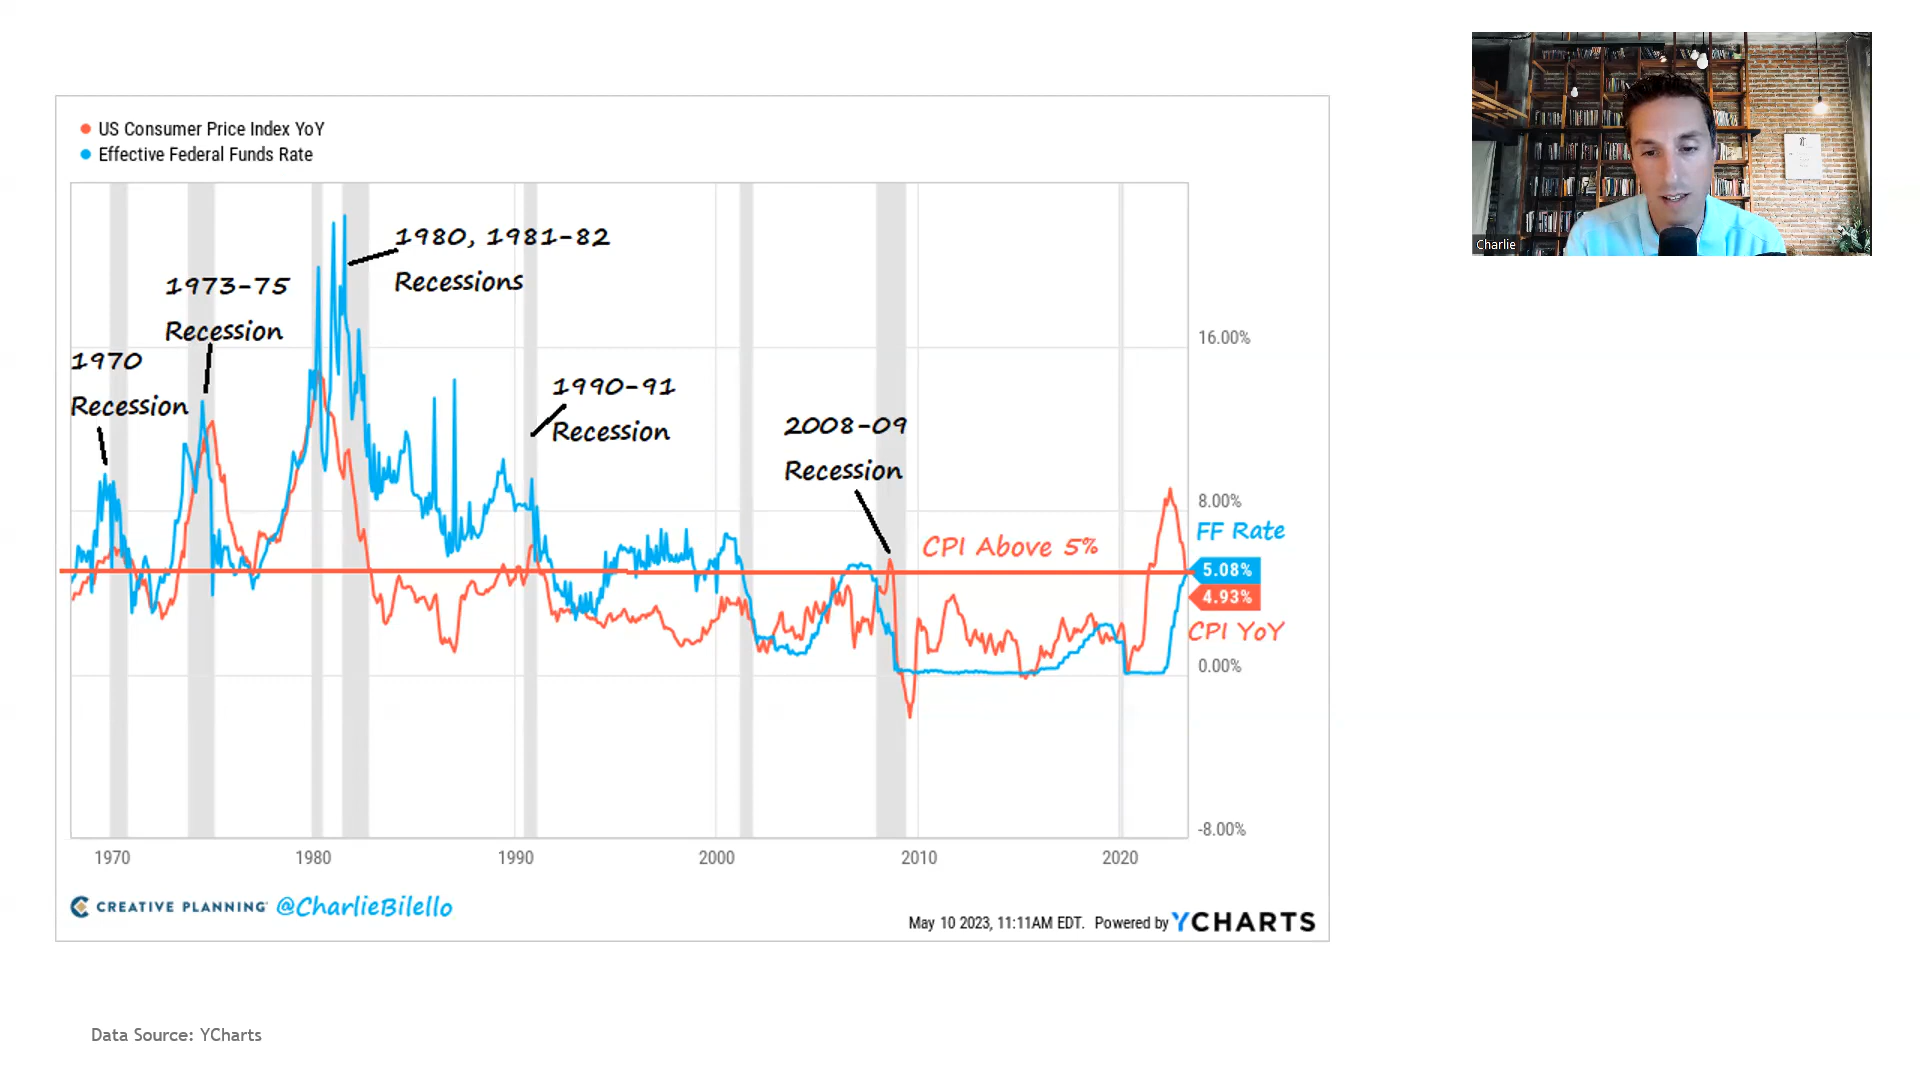 US Consumer Price Index YoY
Effective Federal Funds Rate
1980, 1981-82
Recessions
1973-75
Recession
1970
Recession
1990-91
Recession
2008-09
Recession
CPI Above 5%
16.00%
8.00%
FF Rate
5.08%
4.93%
CPI YoY
0.00%
-8.00%
1970 1980 1990 2000 2010 2020
CREATIVE PLANNING @CharlieBilello
May 10 2023, 11:11AM EDT. Powered by YCHARTS
Data Source: YCharts
Charlie